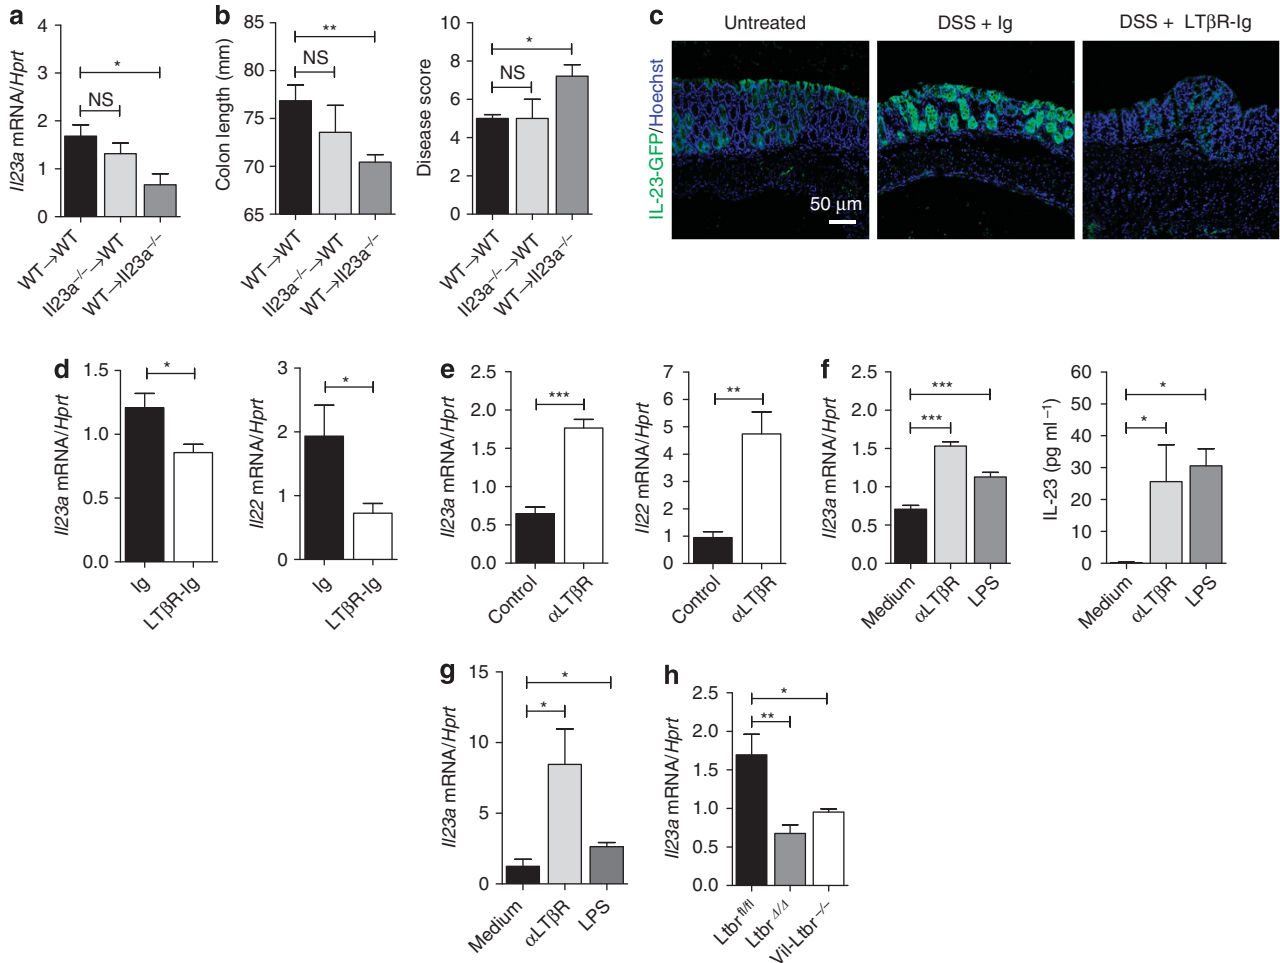 a
Il23a mRNA/Hprt
4
3
2
1
0
*
NS
WT→WT
Il23a⁻/⁻→WT
WT→Il23a⁻/⁻
b
Colon length (mm)
85
80
75
70
65
**
NS
WT→WT
Il23a⁻/⁻→WT
WT→Il23a⁻/⁻
Disease score
10
8
6
4
2
0
*
NS
WT→WT
Il23a⁻/⁻→WT
WT→Il23a⁻/⁻
c
Untreated
DSS + Ig
DSS + LTβR-Ig
IL-23-GFP/Hoechst
50 μm
d
Il23a mRNA/Hprt
1.5
1.0
0.5
0.0
*
Ig
LTβR-Ig
Il22 mRNA/Hprt
3
2
1
0
*
Ig
LTβR-Ig
e
Il23a mRNA/Hprt
2.5
2.0
1.5
1.0
0.5
0.0
***
Control
αLTβR
Il22 mRNA/Hprt
7
6
5
4
3
2
1
0
**
Control
αLTβR
f
Il23a mRNA/Hprt
2.5
2.0
1.5
1.0
0.5
0.0
***
***
Medium
αLTβR
LPS
IL-23 (pg ml⁻¹)
60
50
40
30
20
10
0
*
*
Medium
αLTβR
LPS
g
Il23a mRNA/Hprt
15
10
5
0
*
*
Medium
αLTβR
LPS
h
Il23a mRNA/Hprt
2.5
2.0
1.5
1.0
0.5
0.0
*
**
Ltbr fl/fl
Ltbr Δ/Δ
Vil-Ltbr⁻/⁻